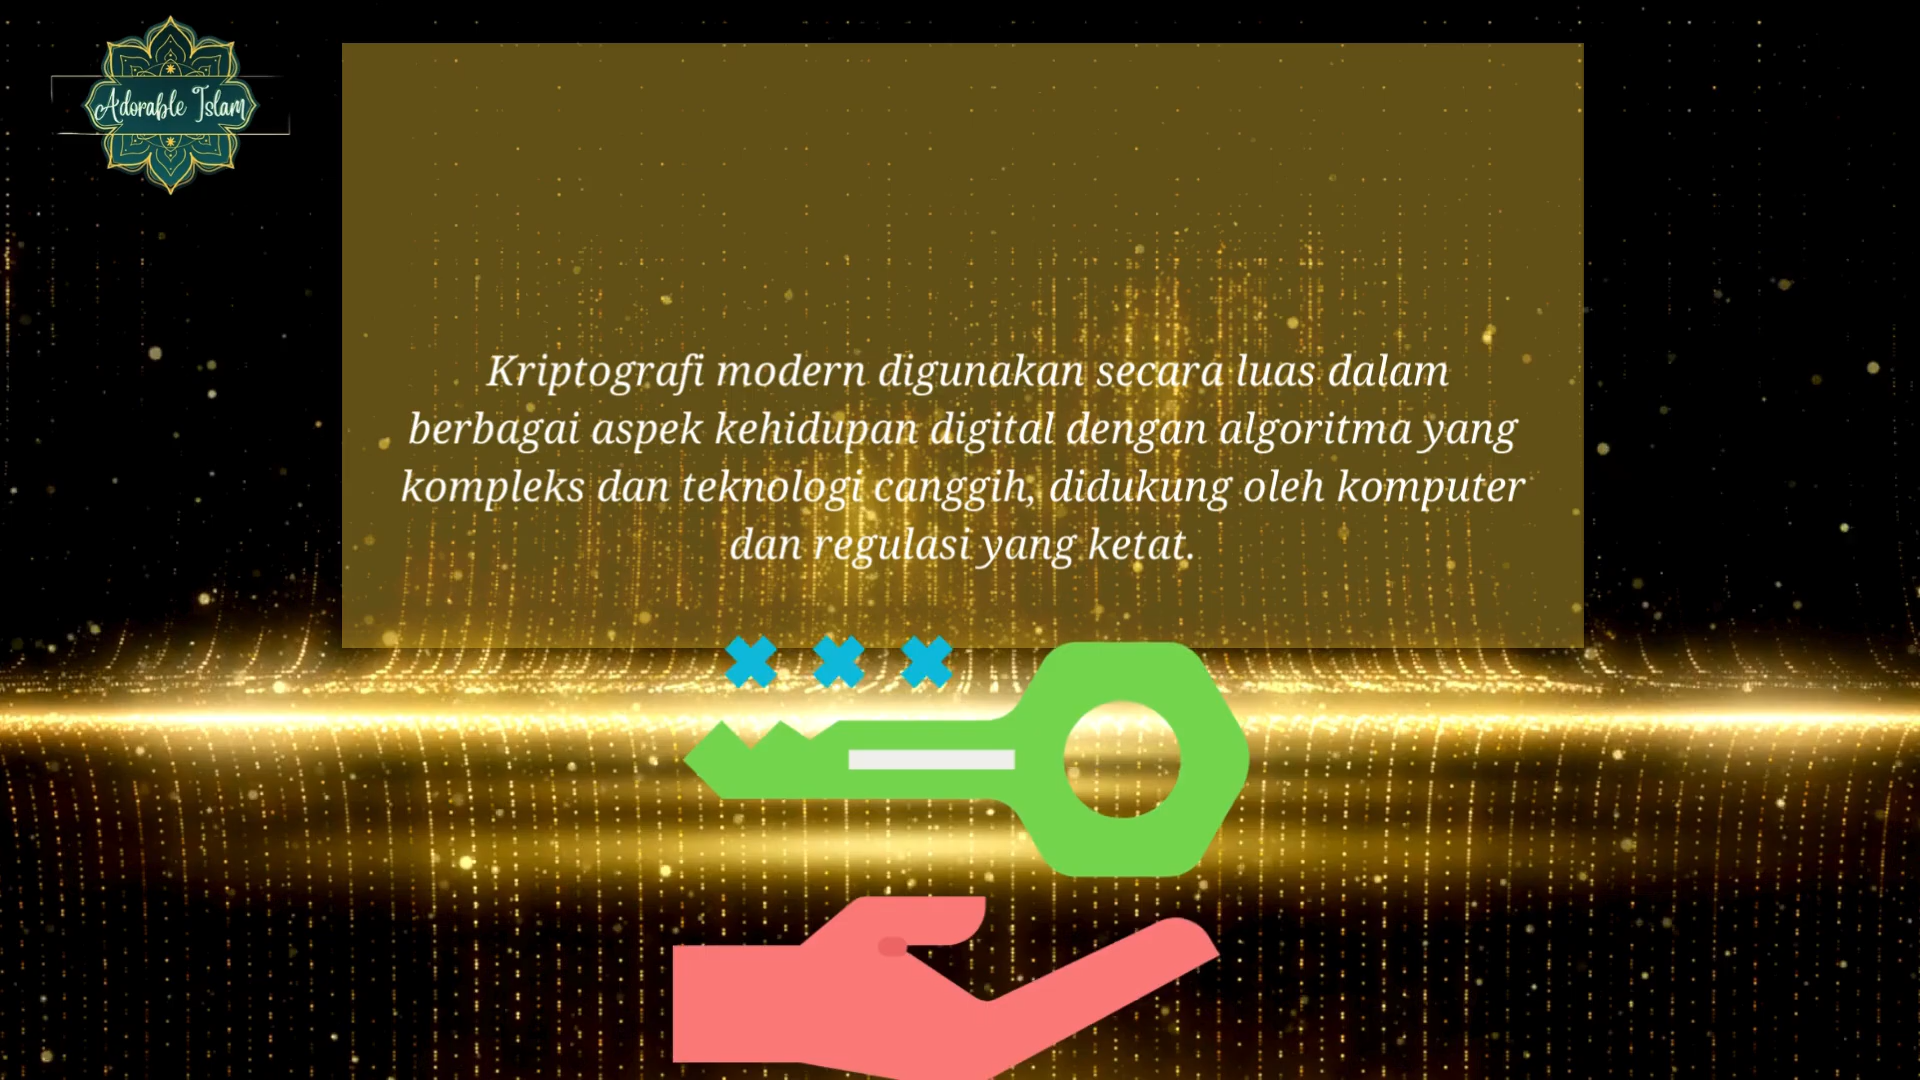 Adorable Islam
Kriptografi modern digunakan secara luas dalam
berbagai aspek kehidupan digital dengan algoritma yang
kompleks dan teknologi canggih, didukung oleh komputer
dan regulasi yang ketat.